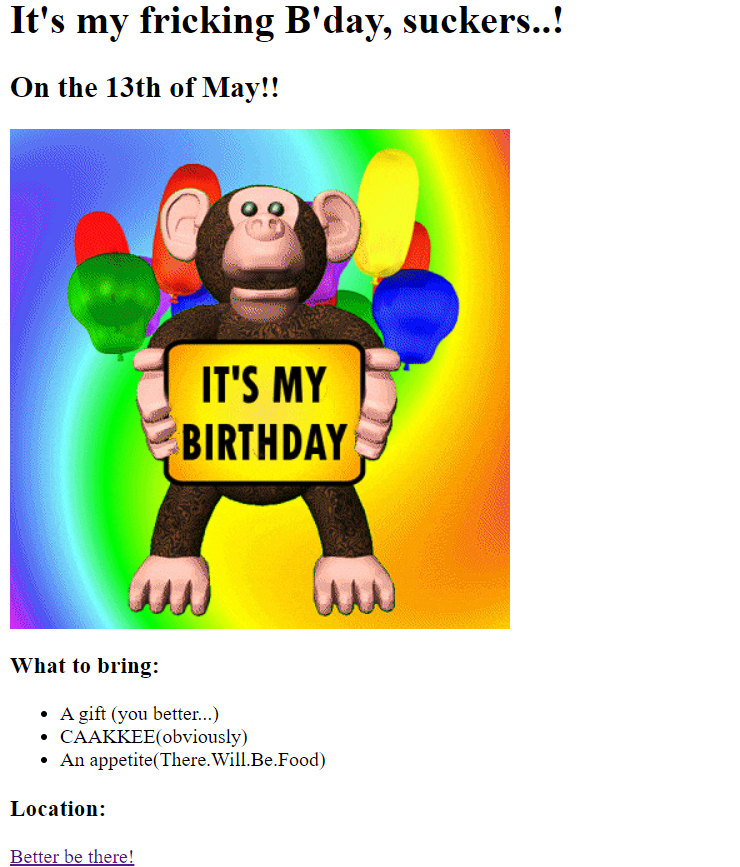 It's my fricking B'day, suckers..!
On the 13th of May!!
IT'S MY
BIRTHDAY
What to bring:
A gift (you better...)
CAAKKEE(obviously)
An appetite(There.Will.Be.Food)
Location:
Better be there!